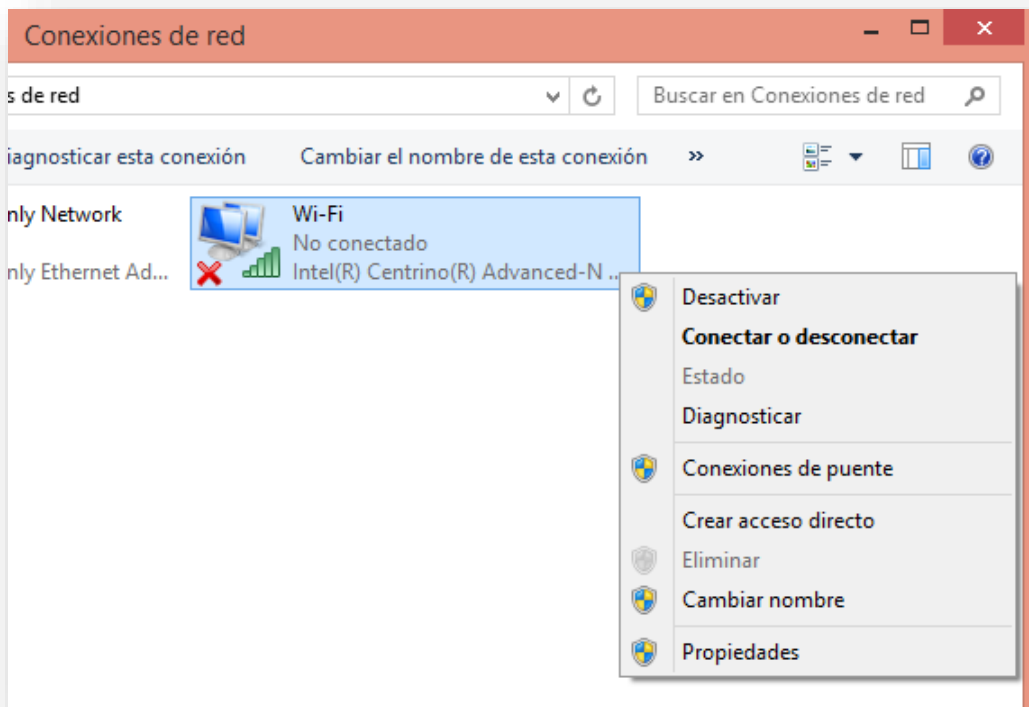 Conexiones de red
s de red
Buscar en Conexiones de red
iagnosticar esta conexión
Cambiar el nombre de esta conexión
»
nly Network
nly Ethernet Ad...
Wi-Fi
No conectado
Intel(R) Centrino(R) Advanced-N ...
Desactivar
Conectar o desconectar
Estado
Diagnosticar
Conexiones de puente
Crear acceso directo
Eliminar
Cambiar nombre
Propiedades